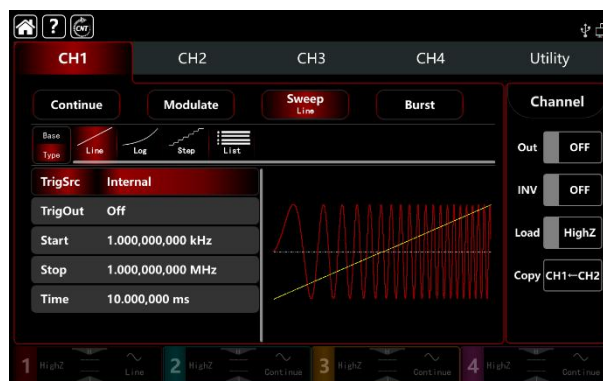 ? CNT
CH1 CH2 CH3 CH4 Utility
Continue Modulate Sweep Burst Channel
Line
Base
Type Line Log Step List
Out OFF
TrigSrc Internal
INV OFF
TrigOut Off
Load HighZ
Start 1.000,000,000 kHz
Stop 1.000,000,000 MHz
Copy CH1←CH2
Time 10.000,000 ms
1 HighZ Line 2 HighZ Continue 3 HighZ Continue 4 HighZ Continue